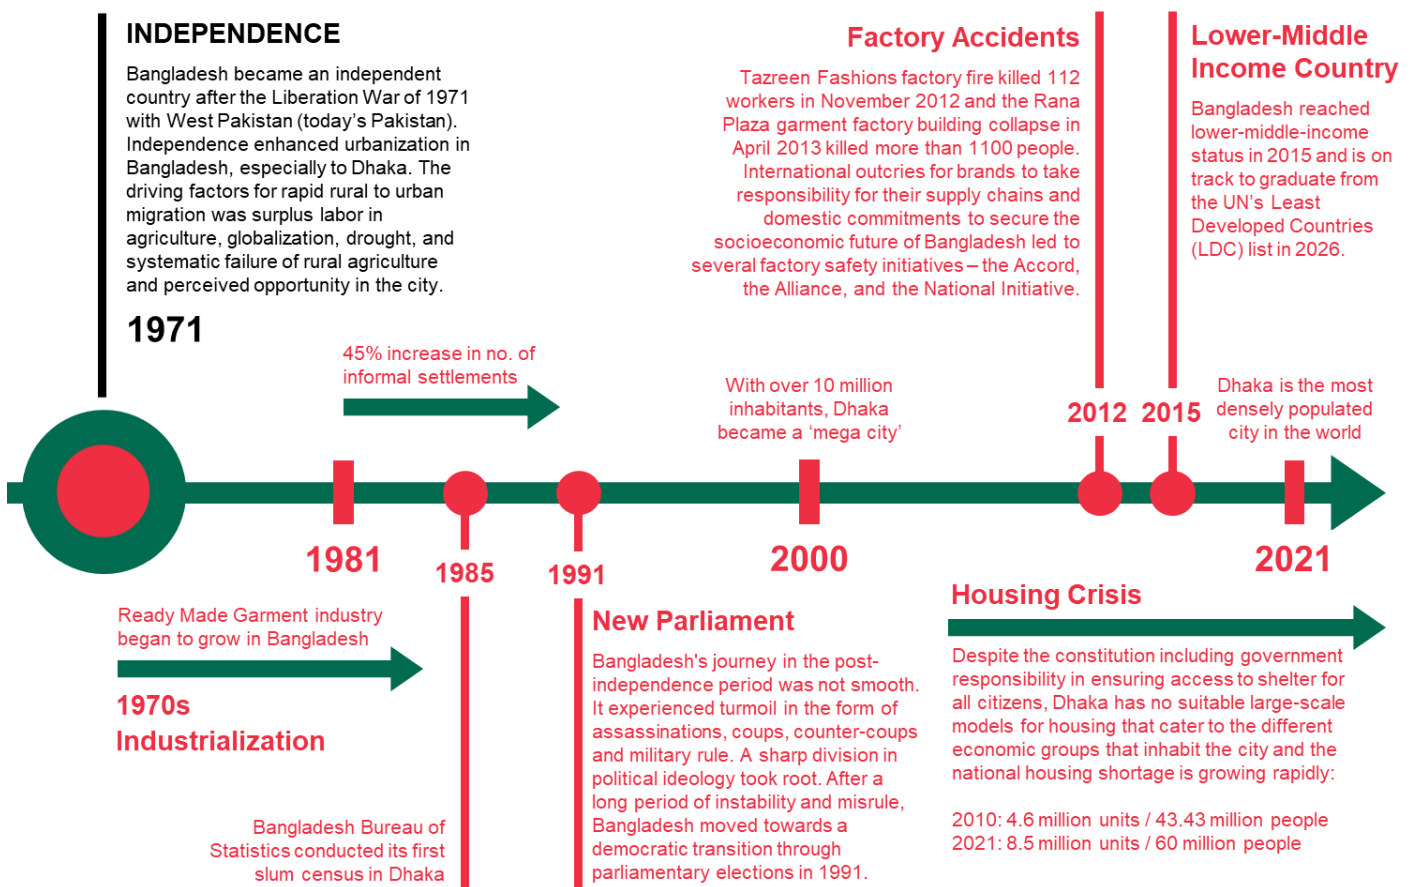 INDEPENDENCE
Bangladesh became an independent
country after the Liberation War of 1971
with West Pakistan (today's Pakistan).
Independence enhanced urbanization in
Bangladesh, especially to Dhaka. The
driving factors for rapid rural to urban
migration was surplus labor in
agriculture, globalization, drought, and
systematic failure of rural agriculture
and perceived opportunity in the city.
1971
45% increase in no. of
informal settlements
Factory Accidents
Tazreen Fashions factory fire killed 112
workers in November 2012 and the Rana
Plaza garment factory building collapse in
April 2013 killed more than 1100 people.
International outcries for brands to take
responsibility for their supply chains and
domestic commitments to secure the
socioeconomic future of Bangladesh led to
several factory safety initiatives – the Accord,
the Alliance, and the National Initiative.
Lower-Middle
Income Country
Bangladesh reached
lower-middle-income
status in 2015 and is on
track to graduate from
the UN's Least
Developed Countries
(LDC) list in 2026.
With over 10 million
inhabitants, Dhaka
became a 'mega city'
2012
2015
Dhaka is the most
densely populated
city in the world
1981
1985
1991
2000
2021
Ready Made Garment industry
began to grow in Bangladesh
1970s
Industrialization
Bangladesh Bureau of
Statistics conducted its first
slum census in Dhaka
New Parliament
Bangladesh's journey in the post-
independence period was not smooth.
It experienced turmoil in the form of
assassinations, coups, counter-coups
and military rule. A sharp division in
political ideology took root. After a
long period of instability and misrule,
Bangladesh moved towards a
democratic transition through
parliamentary elections in 1991.
Housing Crisis
Despite the constitution including government
responsibility in ensuring access to shelter for
all citizens, Dhaka has no suitable large-scale
models for housing that cater to the different
economic groups that inhabit the city and the
national housing shortage is growing rapidly:
2010: 4.6 million units / 43.43 million people
2021: 8.5 million units / 60 million people